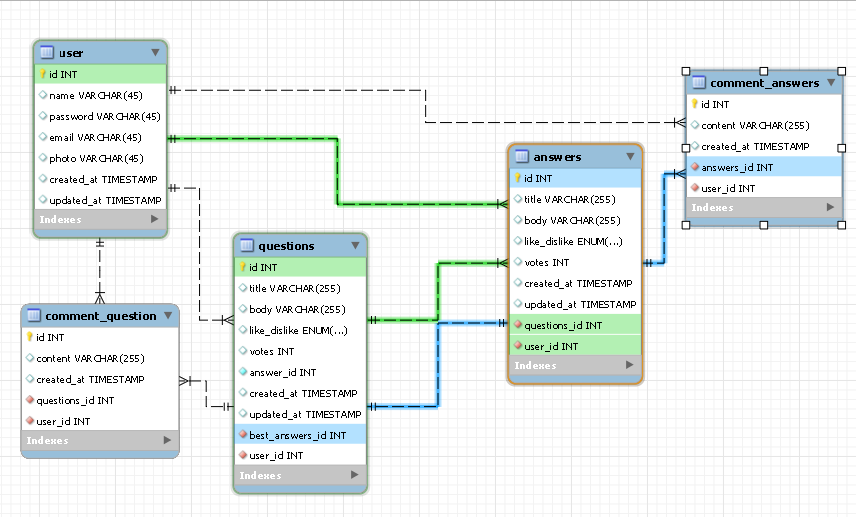 user
id INT
name VARCHAR(45)
password VARCHAR(45)
email VARCHAR(45)
photo VARCHAR(45)
created_at TIMESTAMP
updated_at TIMESTAMP
Indexes
comment_question
id INT
content VARCHAR(255)
created_at TIMESTAMP
questions_id INT
user_id INT
Indexes
questions
id INT
title VARCHAR(255)
body VARCHAR(255)
like_dislike ENUM(...)
votes INT
answer_id INT
created_at TIMESTAMP
updated_at TIMESTAMP
best_answers_id INT
user_id INT
Indexes
answers
id INT
title VARCHAR(255)
body VARCHAR(255)
like_dislike ENUM(...)
votes INT
created_at TIMESTAMP
updated_at TIMESTAMP
questions_id INT
user_id INT
Indexes
comment_answers
id INT
content VARCHAR(255)
created_at TIMESTAMP
answers_id INT
user_id INT
Indexes